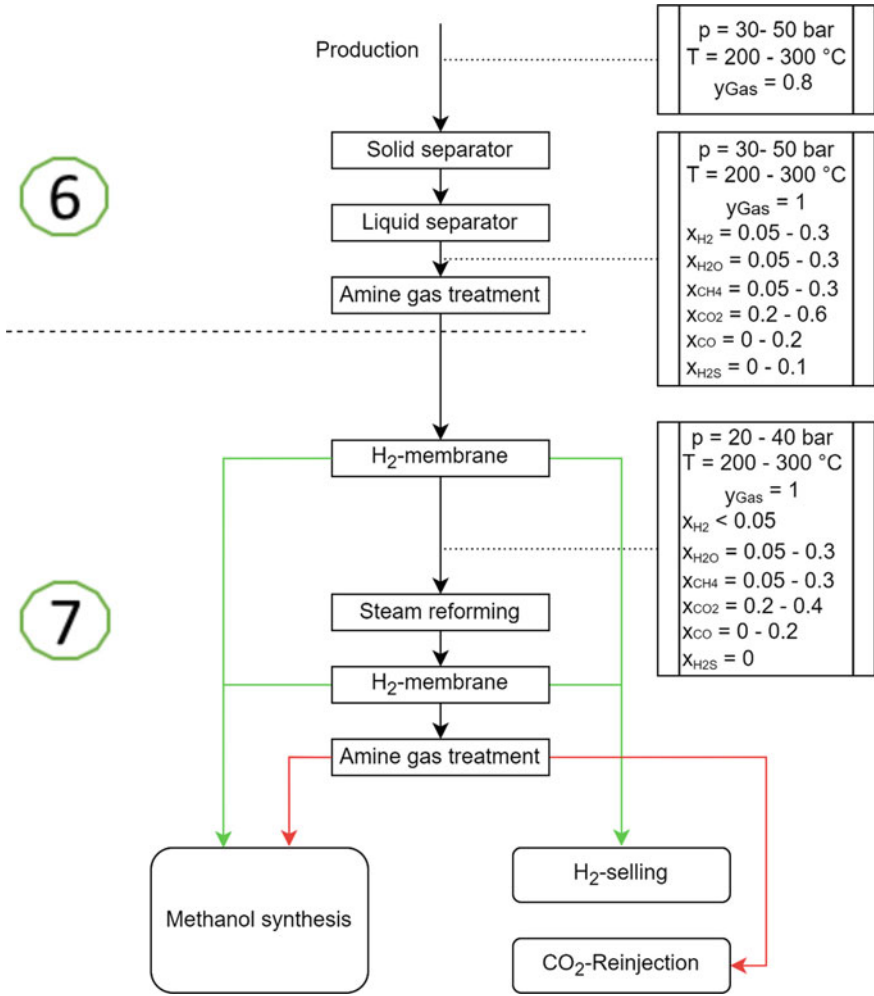 Production
p = 30- 50 bar
T = 200 - 300 °C
yGas = 0.8
6
Solid separator
Liquid separator
Amine gas treatment
p = 30- 50 bar
T = 200 - 300 °C
yGas = 1
xH2 = 0.05 - 0.3
xH2O = 0.05 - 0.3
xCH4 = 0.05 - 0.3
xCO2 = 0.2 - 0.6
xCO = 0 - 0.2
xH2S = 0 - 0.1
7
H2-membrane
p = 20 - 40 bar
T = 200 - 300 °C
yGas = 1
xH2 < 0.05
xH2O = 0.05 - 0.3
xCH4 = 0.05 - 0.3
xCO2 = 0.2 - 0.4
xCO = 0 - 0.2
xH2S = 0
Steam reforming
H2-membrane
Amine gas treatment
Methanol synthesis
H2-selling
CO2-Reinjection